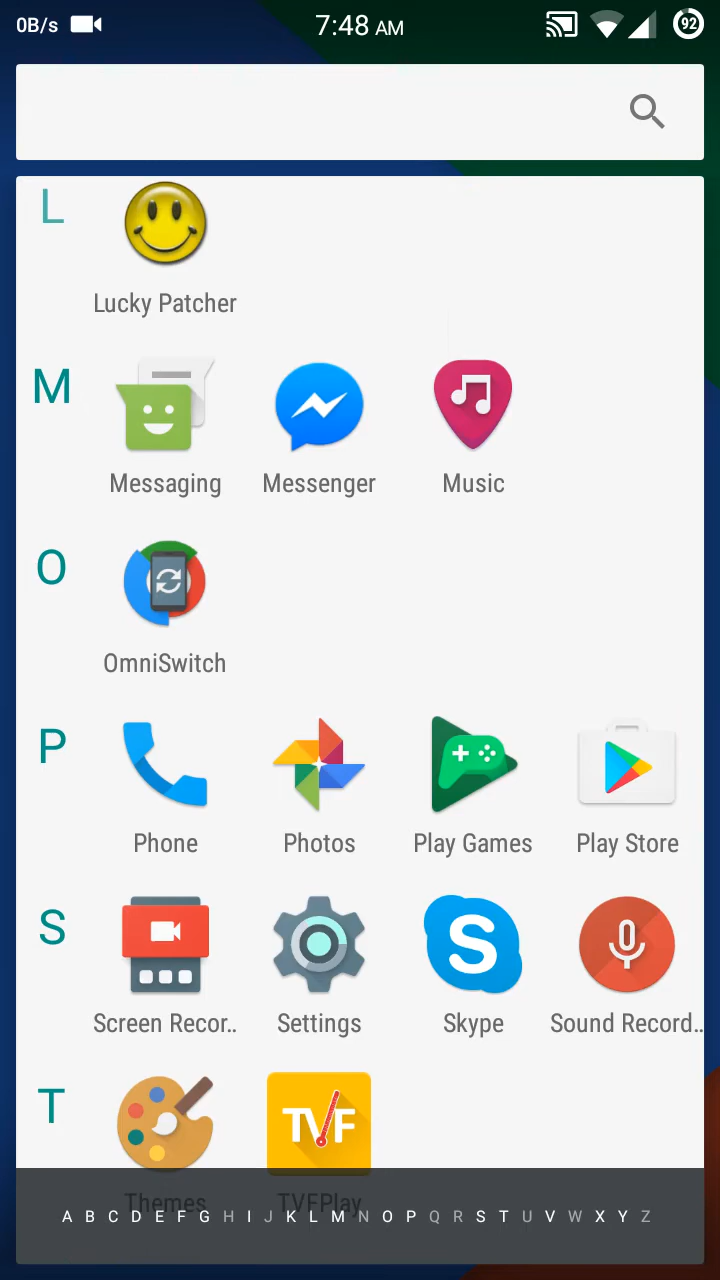 0B/s 7:48 AM 92
L
Lucky Patcher
M
Messaging Messenger Music
O
OmniSwitch
P
Phone Photos Play Games Play Store
S
S
Screen Recor.. Settings Skype Sound Record..
T
TVF
Themes TVFPlay
A B C D E F G H I J K L M N O P Q R S T U V W X Y Z